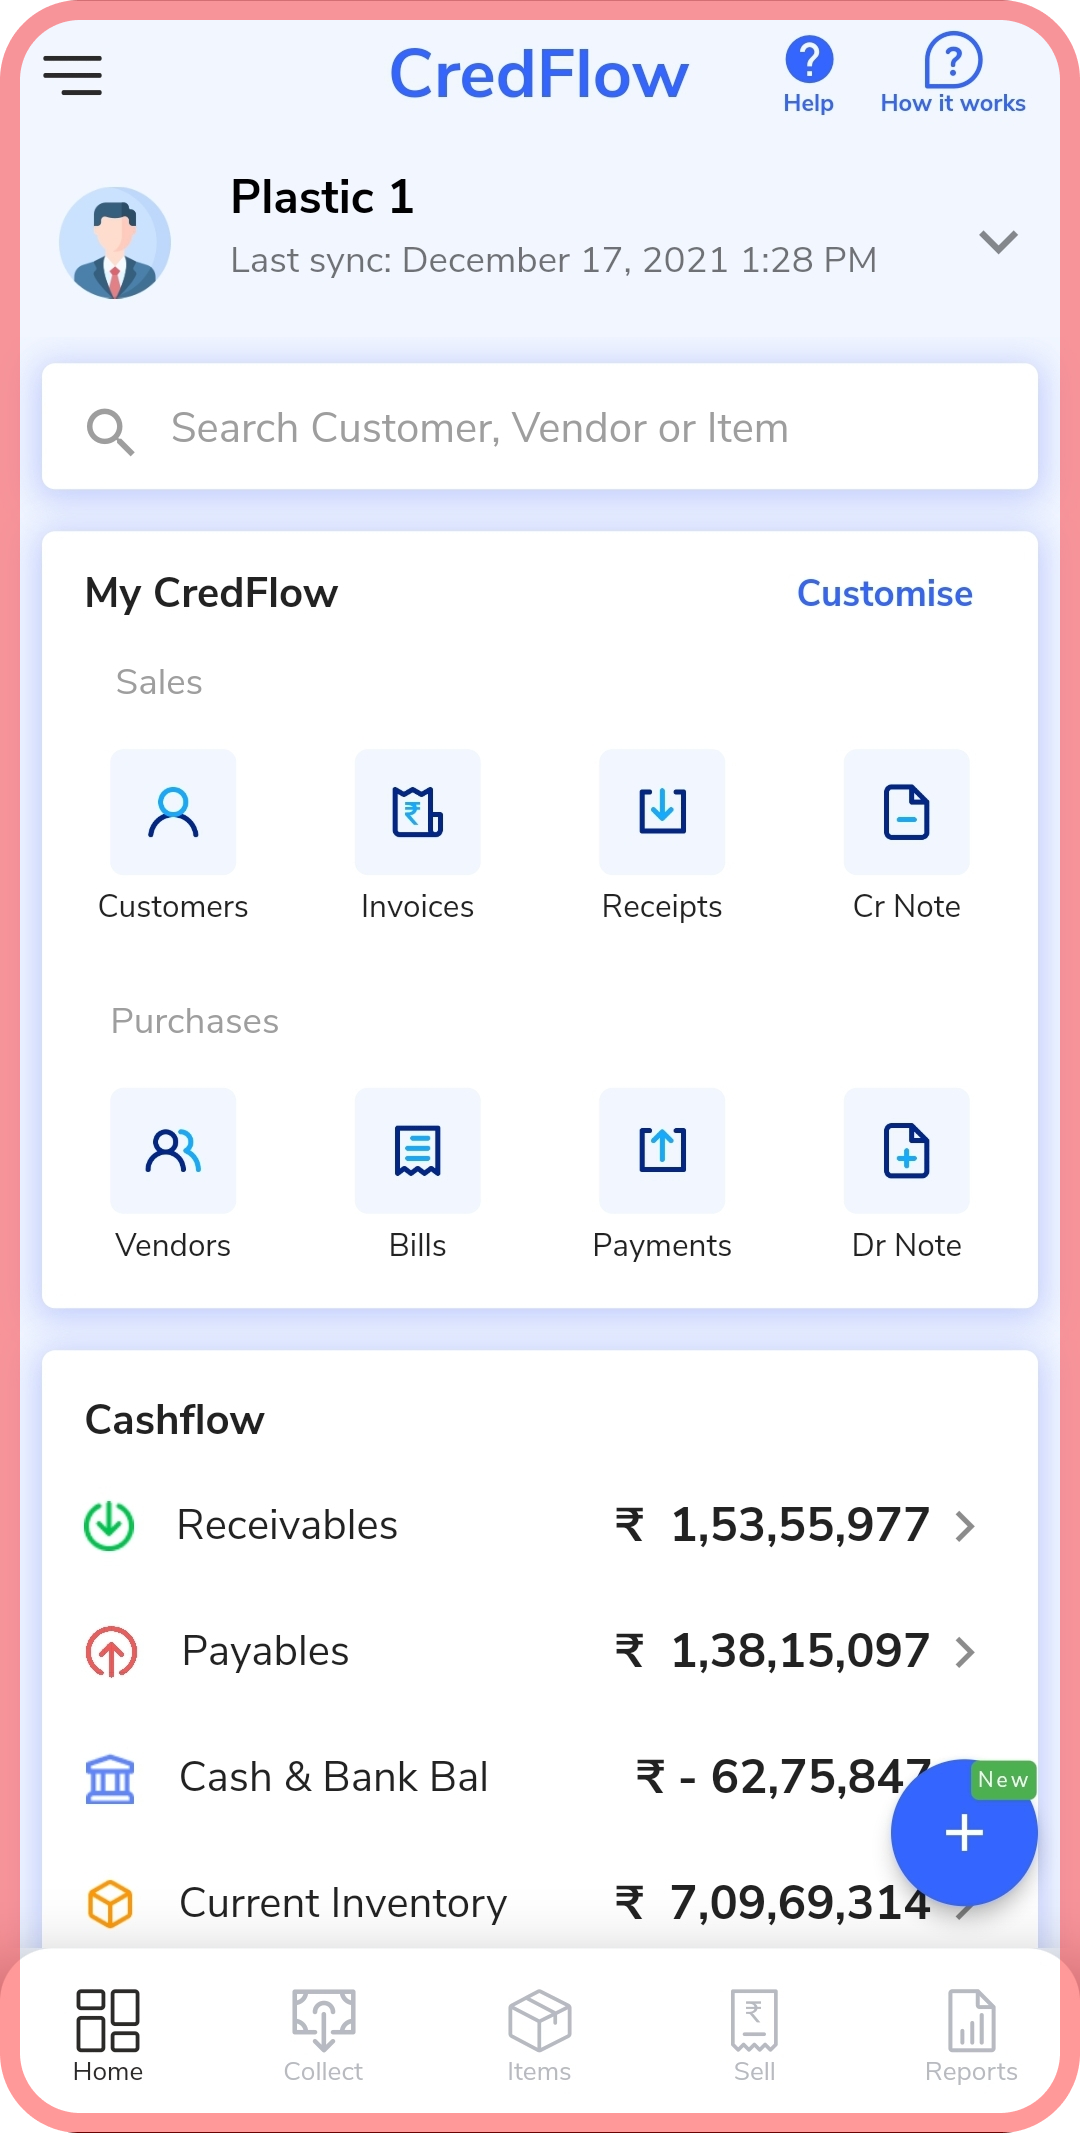 CredFlow
Help
How it works
Plastic 1
Last sync: December 17, 2021 1:28 PM
Search Customer, Vendor or Item
My CredFlow
Customise
Sales
Customers
Invoices
Receipts
Cr Note
Purchases
Vendors
Bills
Payments
Dr Note
Cashflow
Receivables ₹ 1,53,55,977
Payables ₹ 1,38,15,097
Cash & Bank Bal ₹ - 62,75,847
New
Current Inventory ₹ 7,09,69,314
Home
Collect
Items
Sell
Reports